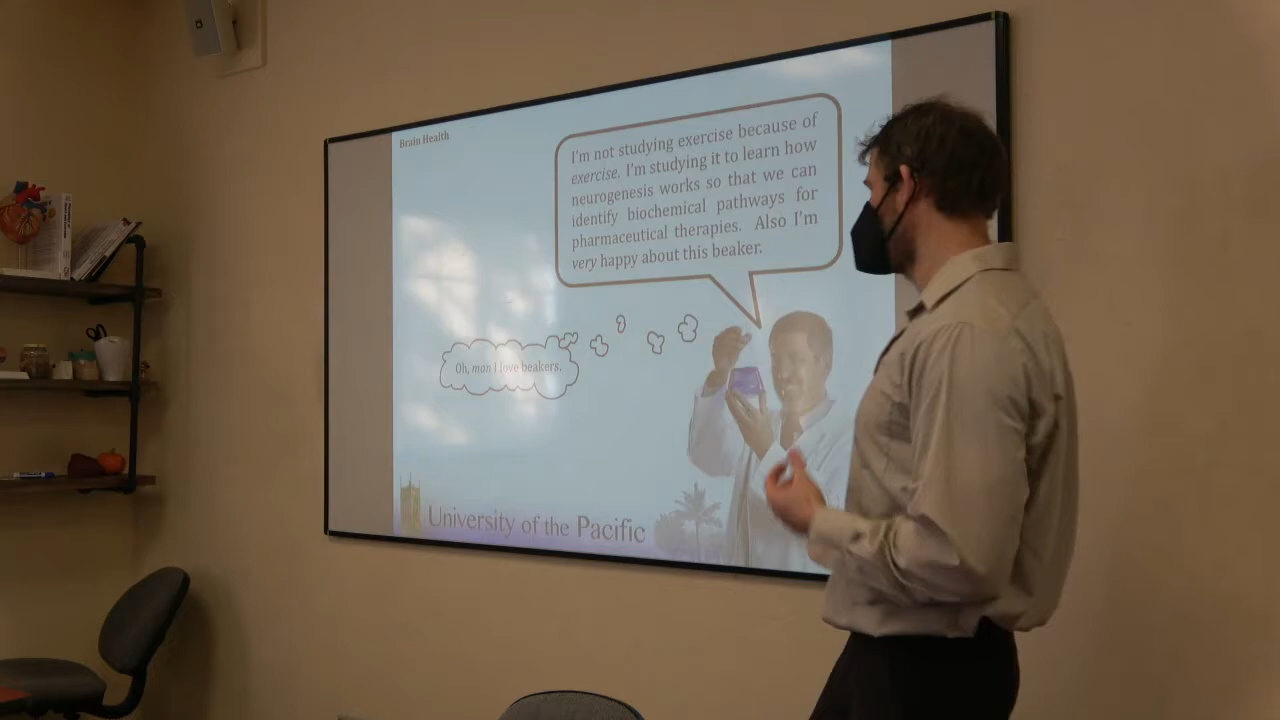 Brain Health
I'm not studying exercise because of
exercise. I'm studying it to learn how
neurogenesis works so that we can
identify biochemical pathways for
pharmaceutical therapies. Also I'm
very happy about this beaker.
Oh, man I love beakers.
University of the Pacific